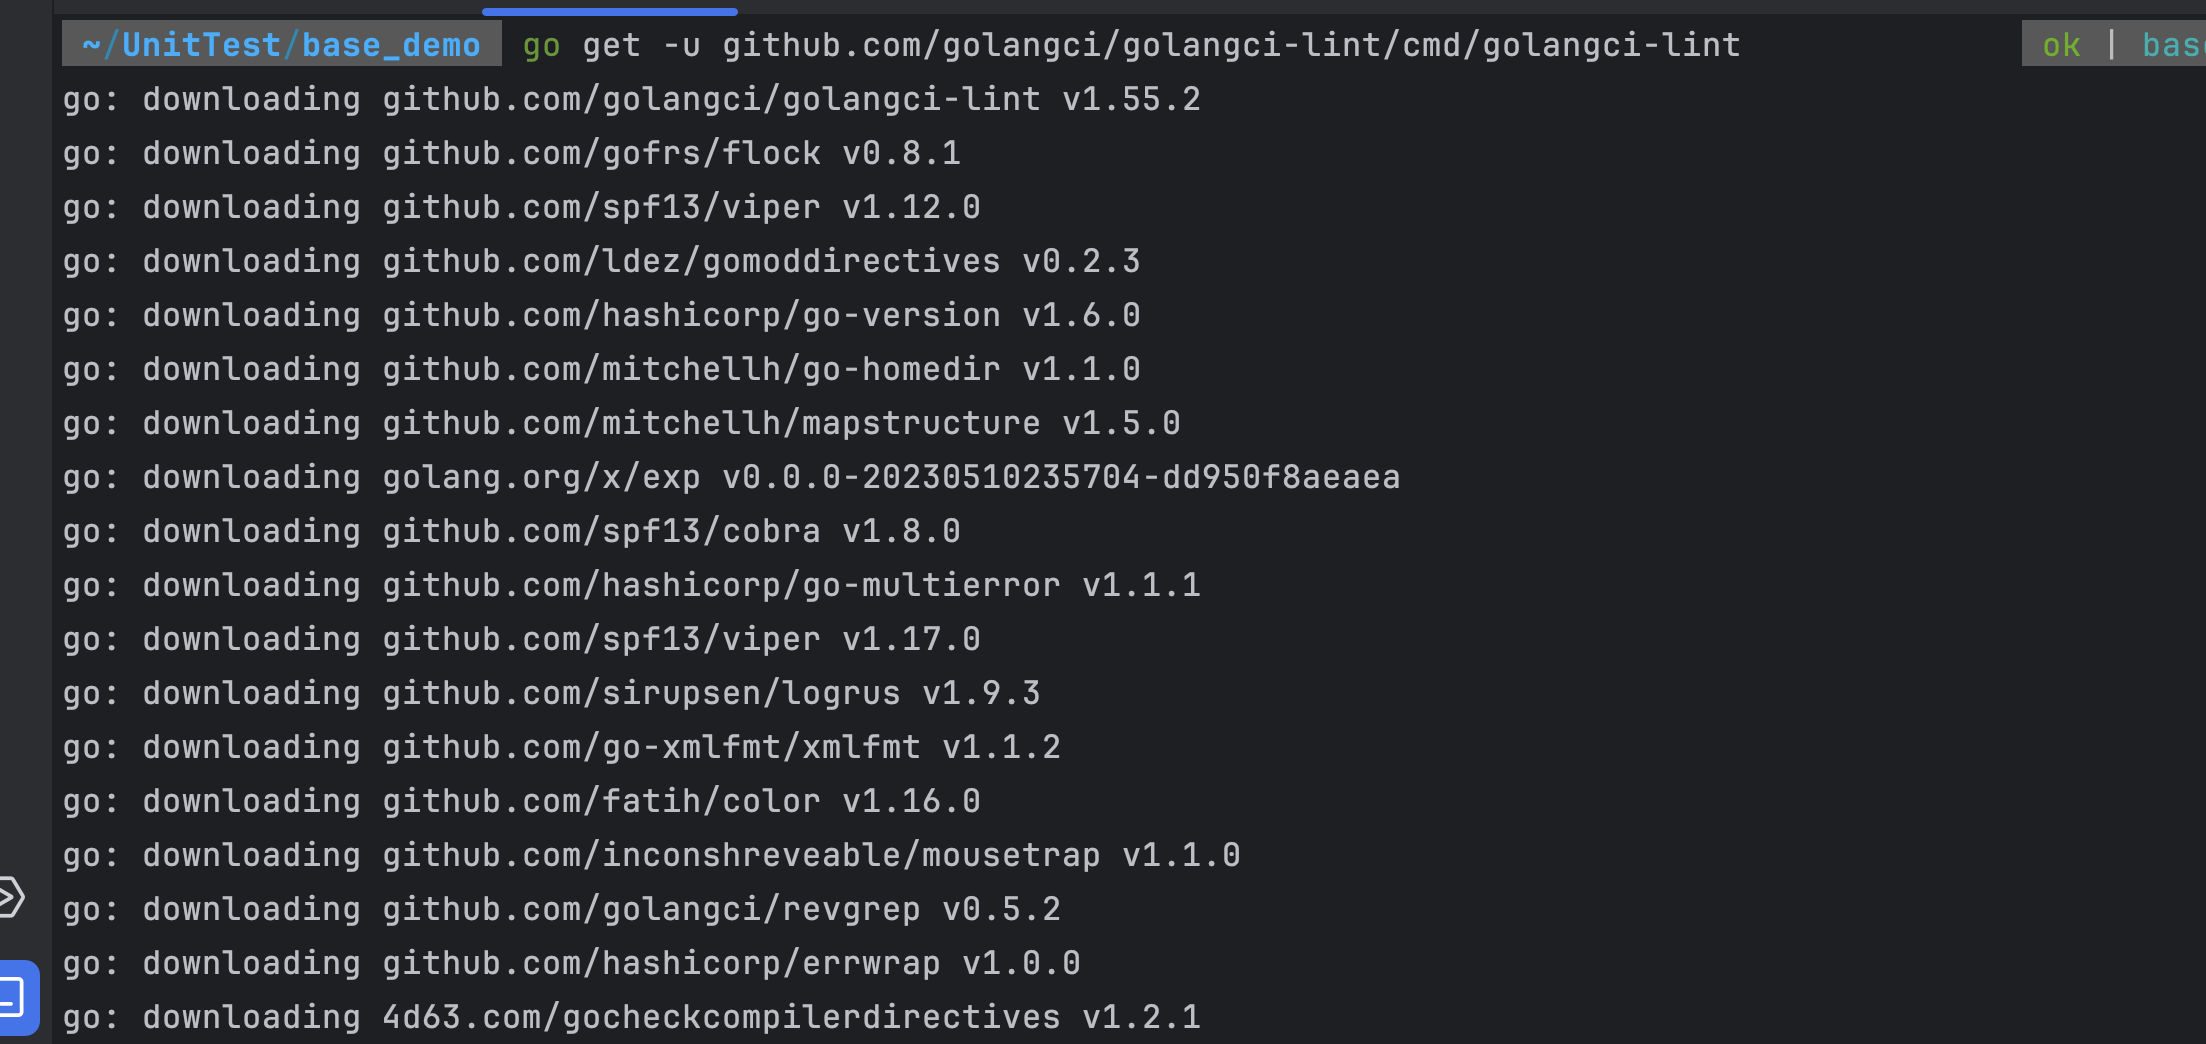 ~/UnitTest/base_demo go get -u github.com/golangci/golangci-lint/cmd/golangci-lint ok | base
go: downloading github.com/golangci/golangci-lint v1.55.2
go: downloading github.com/gofrs/flock v0.8.1
go: downloading github.com/spf13/viper v1.12.0
go: downloading github.com/ldez/gomoddirectives v0.2.3
go: downloading github.com/hashicorp/go-version v1.6.0
go: downloading github.com/mitchellh/go-homedir v1.1.0
go: downloading github.com/mitchellh/mapstructure v1.5.0
go: downloading golang.org/x/exp v0.0.0-20230510235704-dd950f8aeaea
go: downloading github.com/spf13/cobra v1.8.0
go: downloading github.com/hashicorp/go-multierror v1.1.1
go: downloading github.com/spf13/viper v1.17.0
go: downloading github.com/sirupsen/logrus v1.9.3
go: downloading github.com/go-xmlfmt/xmlfmt v1.1.2
go: downloading github.com/fatih/color v1.16.0
go: downloading github.com/inconshreveable/mousetrap v1.1.0
go: downloading github.com/golangci/revgrep v0.5.2
go: downloading github.com/hashicorp/errwrap v1.0.0
go: downloading 4d63.com/gocheckcompilerdirectives v1.2.1